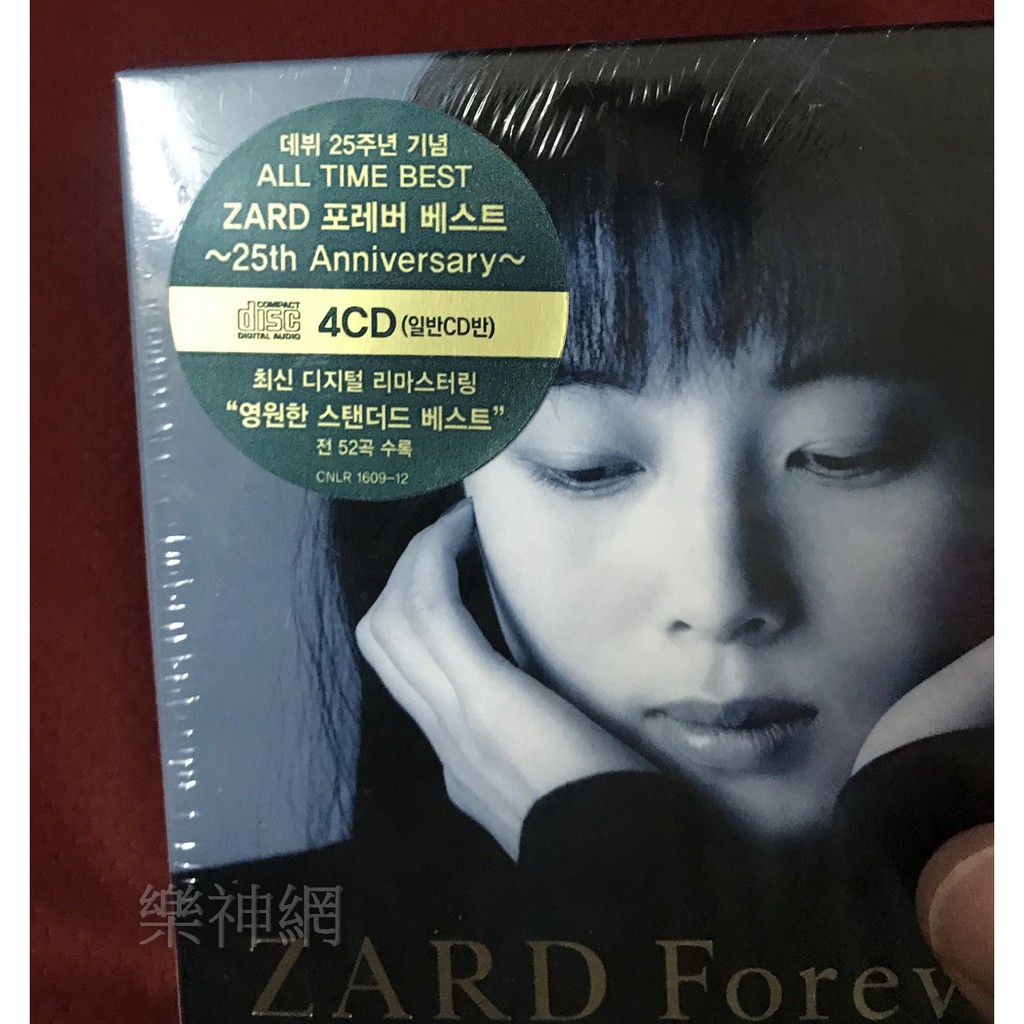 데뷔 25주년 기념
ALL TIME BEST
ZARD 포레버 베스트
~25th Anniversary~
COMPACT
disc
DIGITAL AUDIO
4CD (일반CD반)
최신 디지털 리마스터링
“영원한 스탠더드 베스트”
전 52곡 수록
CNLR 1609-12
樂神網
ZARD Forev